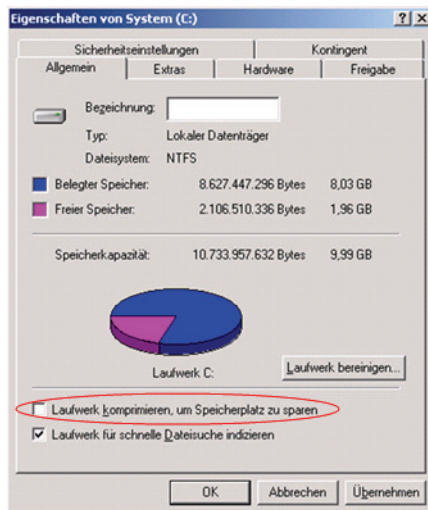 Eigenschaften von System (C:)
Sicherheitseinstellungen Kontingent
Allgemein Extras Hardware Freigabe
Bezeichnung:
Typ: Lokaler Datenträger
Dateisystem: NTFS
Belegter Speicher: 8.627.447.296 Bytes 8,03 GB
Freier Speicher: 2.106.510.336 Bytes 1,96 GB
Speicherkapazität: 10.733.957.632 Bytes 9,99 GB
Laufwerk C:
Laufwerk bereinigen...
Laufwerk komprimieren, um Speicherplatz zu sparen
Laufwerk für schnelle Dateisuche indizieren
OK Abbrechen Übernehmen